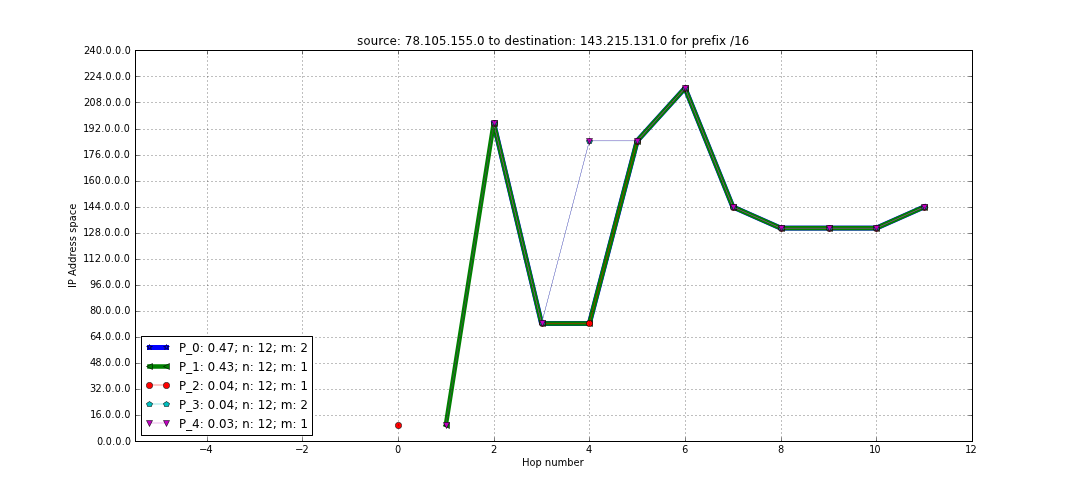 source: 78.105.155.0 to destination: 143.215.131.0 for prefix /16
240.0.0.0
224.0.0.0
208.0.0.0
192.0.0.0
176.0.0.0
160.0.0.0
144.0.0.0
128.0.0.0
112.0.0.0
96.0.0.0
80.0.0.0
64.0.0.0
48.0.0.0
32.0.0.0
16.0.0.0
0.0.0.0
IP Address space
P_0: 0.47; n: 12; m: 2
P_1: 0.43; n: 12; m: 1
P_2: 0.04; n: 12; m: 1
P_3: 0.04; n: 12; m: 2
P_4: 0.03; n: 12; m: 1
−4 −2 0 2 4 6 8 10 12
Hop number